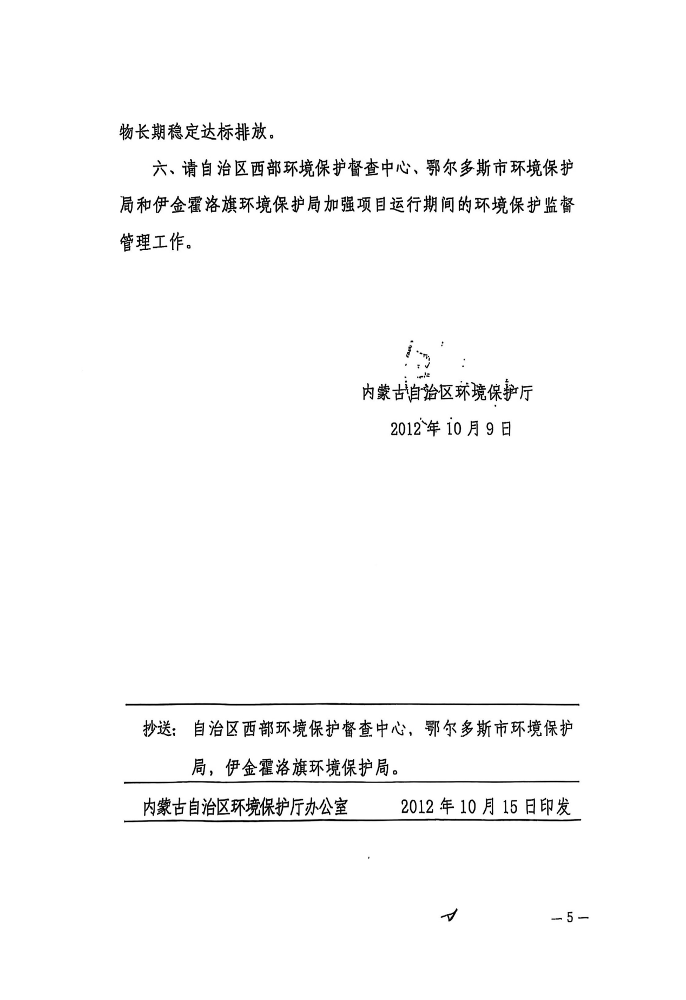 物长期稳定达标排放。
六、请自治区西部环境保护督查中心、鄂尔多斯市环境保护
局和伊金霍洛旗环境保护局加强项目运行期间的环境保护监督
管理工作。
内蒙古自治区环境保护厅
2012年10月9日
抄送：自治区西部环境保护督查中心，鄂尔多斯市环境保护
局，伊金霍洛旗环境保护局。
内蒙古自治区环境保护厅办公室 2012年10月15日印发
—5—